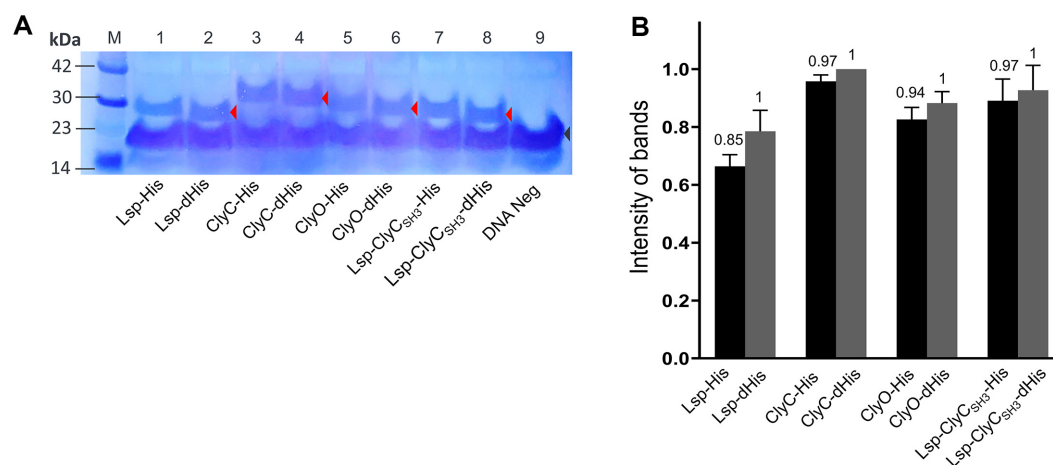 A
kDa M 1 2 3 4 5 6 7 8 9
42
30
23
14
Lsp-His
Lsp-dHis
ClyC-His
ClyC-dHis
ClyO-His
ClyO-dHis
Lsp-ClyCSH3-His
Lsp-ClyCSH3-dHis
DNA Neg
B
Intensity of bands
1.0
0.8
0.6
0.4
0.2
0.0
0.85
1
0.97
1
0.94
1
0.97
1
Lsp-His
Lsp-dHis
ClyC-His
ClyC-dHis
ClyO-His
ClyO-dHis
Lsp-ClyCSH3-His
Lsp-ClyCSH3-dHis